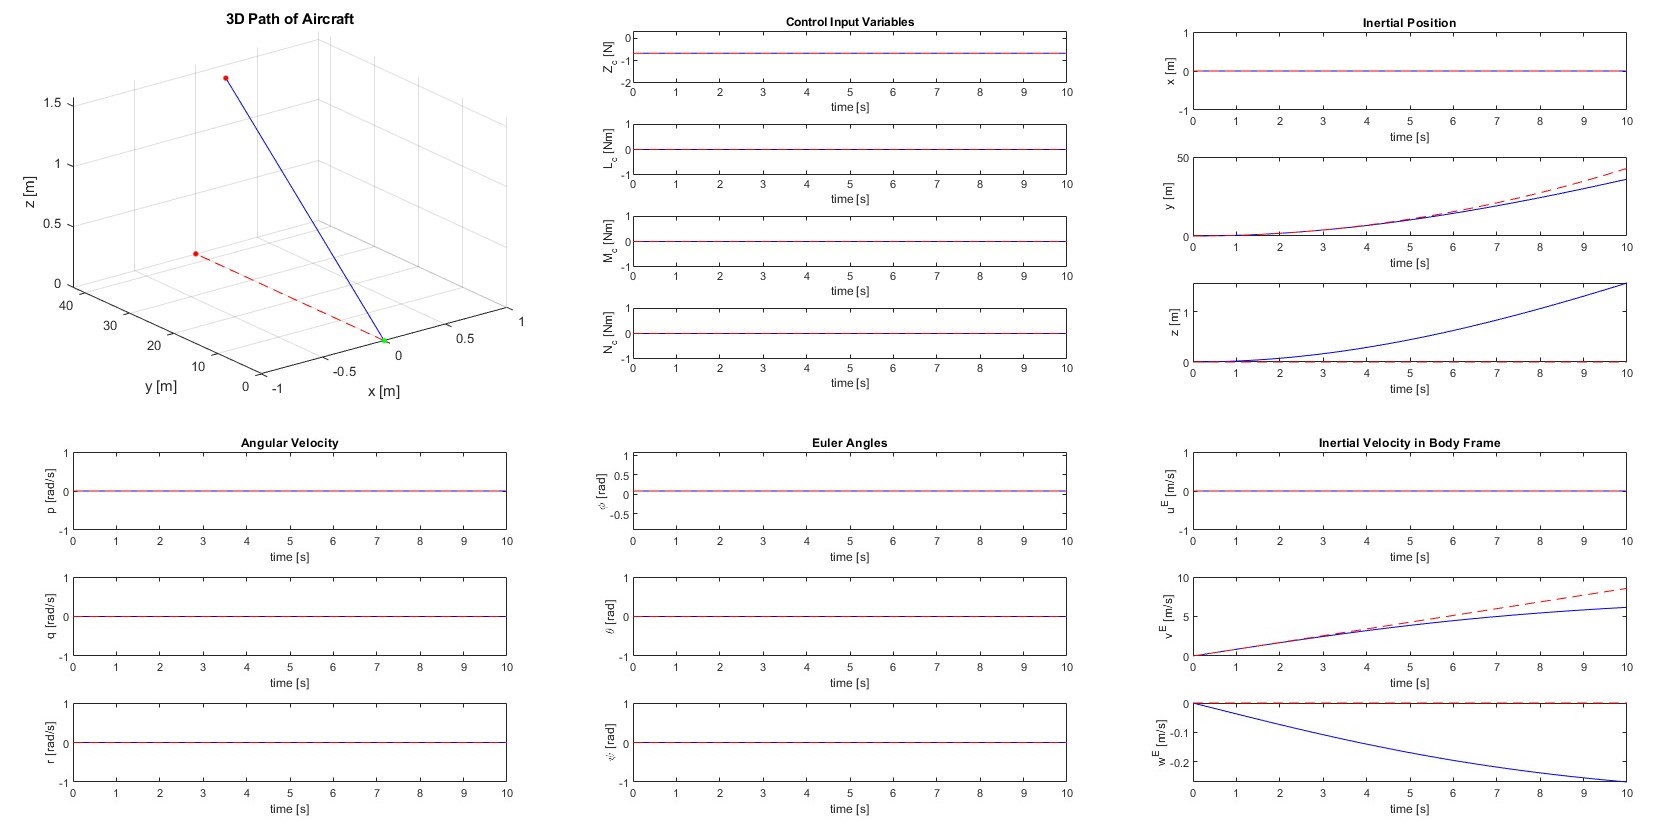 3D Path of Aircraft
1.5
1
0.5
0
z [m]
40
30
20
10
0
y [m]
-1
-0.5
0
0.5
1
x [m]
Control Input Variables
0
-1
-2
Z_c [N]
0 1 2 3 4 5 6 7 8 9 10
time [s]
1
0
-1
L_c [Nm]
0 1 2 3 4 5 6 7 8 9 10
time [s]
1
0
-1
M_c [Nm]
0 1 2 3 4 5 6 7 8 9 10
time [s]
1
0
-1
N_c [Nm]
0 1 2 3 4 5 6 7 8 9 10
time [s]
Inertial Position
1
0
-1
x [m]
0 1 2 3 4 5 6 7 8 9 10
time [s]
50
0
y [m]
0 1 2 3 4 5 6 7 8 9 10
time [s]
1
0
z [m]
0 1 2 3 4 5 6 7 8 9 10
time [s]
Angular Velocity
1
0
-1
p [rad/s]
0 1 2 3 4 5 6 7 8 9 10
time [s]
1
0
-1
q [rad/s]
0 1 2 3 4 5 6 7 8 9 10
time [s]
1
0
-1
r [rad/s]
0 1 2 3 4 5 6 7 8 9 10
time [s]
Euler Angles
1
0.5
0
-0.5
ϕ [rad]
0 1 2 3 4 5 6 7 8 9 10
time [s]
1
0
-1
θ [rad]
0 1 2 3 4 5 6 7 8 9 10
time [s]
1
0
-1
ψ [rad]
0 1 2 3 4 5 6 7 8 9 10
time [s]
Inertial Velocity in Body Frame
1
0
-1
u^E [m/s]
0 1 2 3 4 5 6 7 8 9 10
time [s]
10
5
0
v^E [m/s]
0 1 2 3 4 5 6 7 8 9 10
time [s]
0
-0.1
-0.2
w^E [m/s]
0 1 2 3 4 5 6 7 8 9 10
time [s]